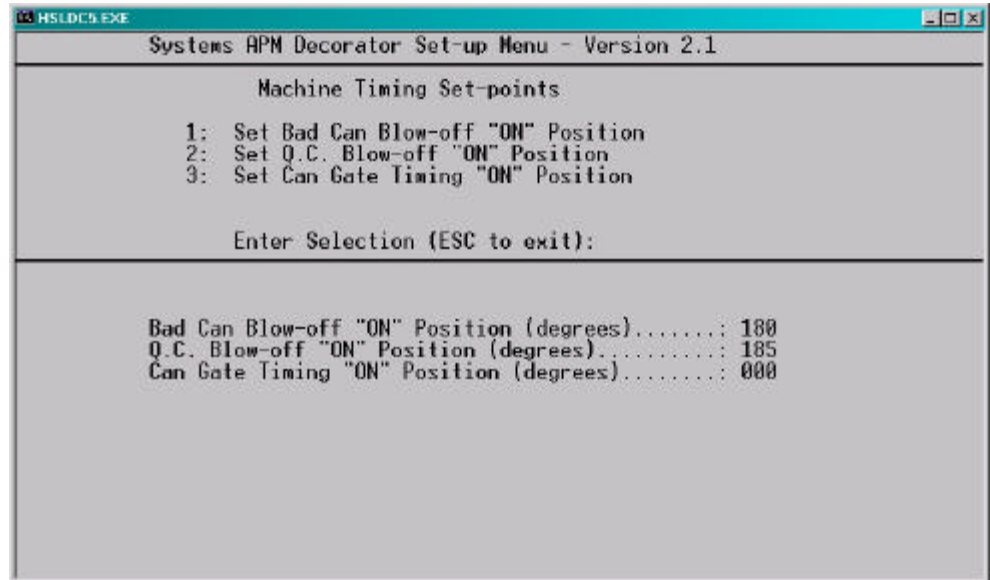 HSLDC5.EXE
Systems APM Decorator Set-up Menu - Version 2.1
Machine Timing Set-points
1: Set Bad Can Blow-off "ON" Position
2: Set Q.C. Blow-off "ON" Position
3: Set Can Gate Timing "ON" Position
Enter Selection (ESC to exit):
Bad Can Blow-off "ON" Position (degrees).......: 180
Q.C. Blow-off "ON" Position (degrees)..........: 185
Can Gate Timing "ON" Position (degrees)........: 000